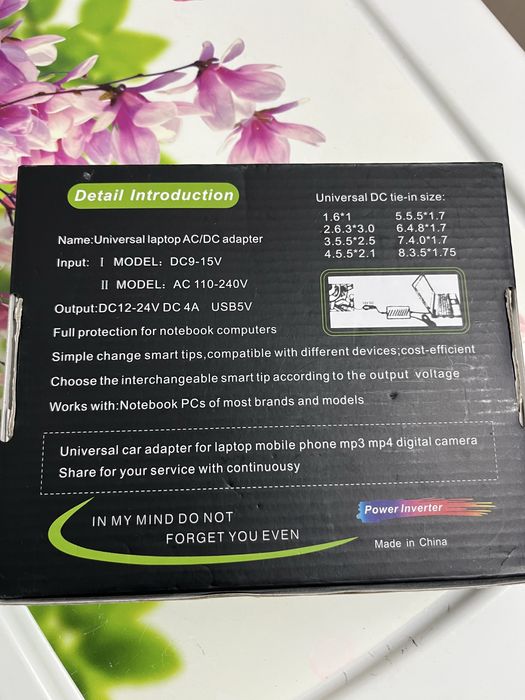 Detail Introduction
Name:Universal laptop AC/DC adapter
Input: I MODEL: DC9-15V
II MODEL: AC 110-240V
Output:DC12-24V DC 4A USB5V
Full protection for notebook computers
Simple change smart tips,compatible with different devices;cost-efficient
Choose the interchangeable smart tip according to the output voltage
Works with:Notebook PCs of most brands and models
Universal DC tie-in size:
1.6*1 5.5.5*1.7
2.6.3*3.0 6.4.8*1.7
3.5.5*2.5 7.4.0*1.7
4.5.5*2.1 8.3.5*1.75
Universal car adapter for laptop mobile phone mp3 mp4 digital camera
Share for your service with continuousy
IN MY MIND DO NOT
FORGET YOU EVEN
Power Inverter
Made in China